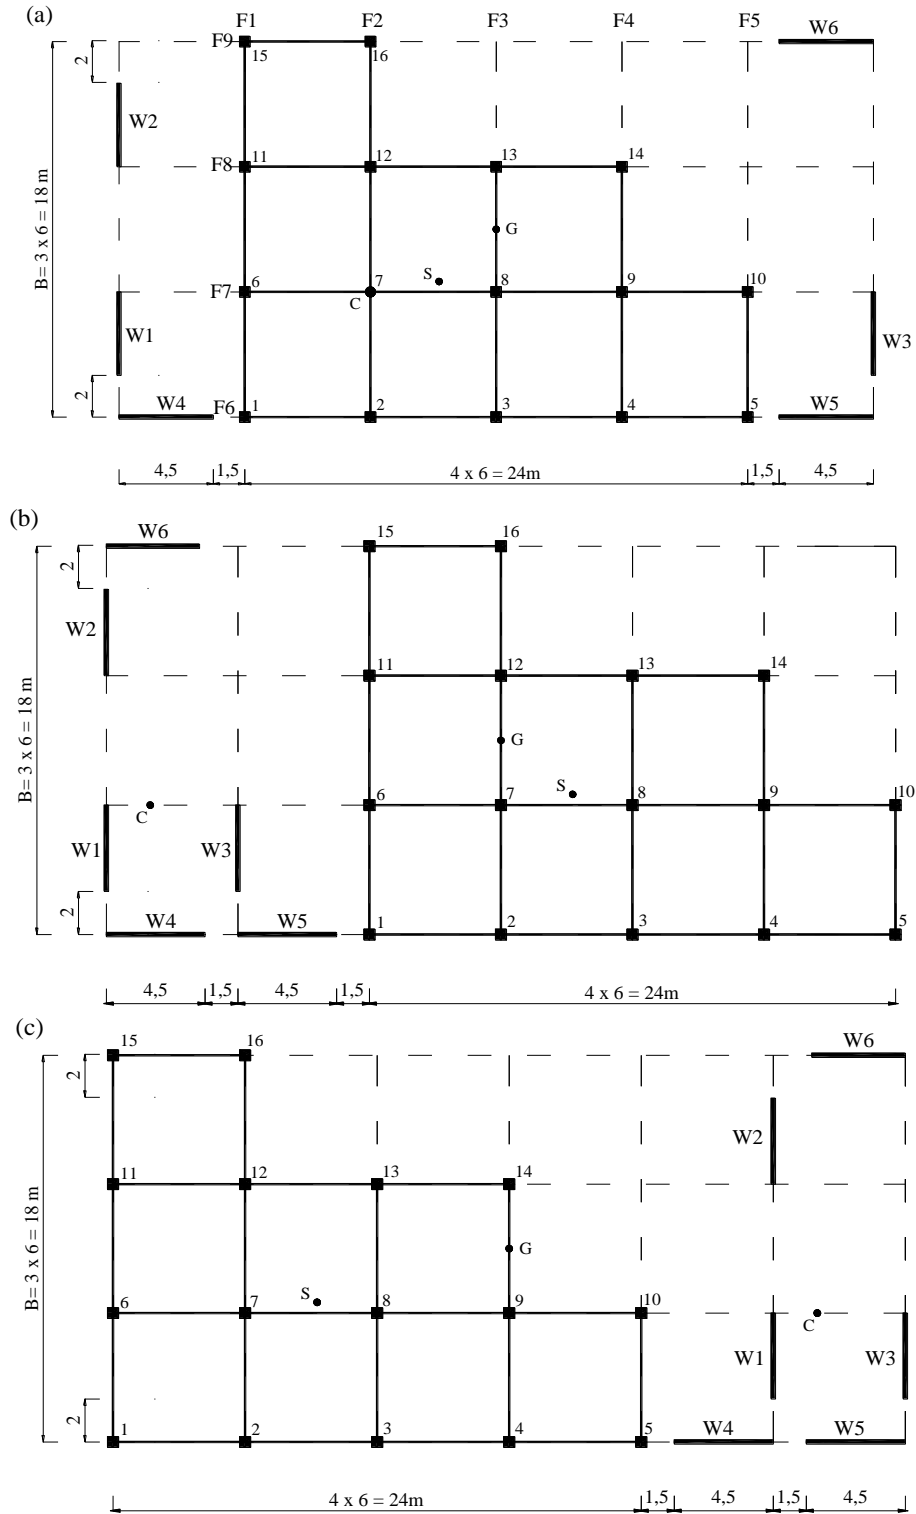 (a)
F1 F2 F3 F4 F5
F9 15 16 W6
2
W2
F8 11 12 13 14
B= 3 x 6 = 18 m
G
S
F7 6 7 8 9 10
C
W1 W3
2
W4 F6 1 2 3 4 5 W5
4,5 1,5 4 x 6 = 24m 1,5 4,5
(b)
W6 15 16
2
W2
11 12 13 14
B= 3 x 6 = 18 m
G
S
C 6 7 8 9 10
W1 W3
2
W4 W5 1 2 3 4 5
4,5 1,5 4,5 1,5 4 x 6 = 24m
(c)
15 16 W6
2
W2
11 12 13 14
B= 3 x 6 = 18 m
G
S
6 7 8 9 10
C
W1 W3
2
1 2 3 4 5 W4 W5
4 x 6 = 24m 1,5 4,5 1,5 4,5